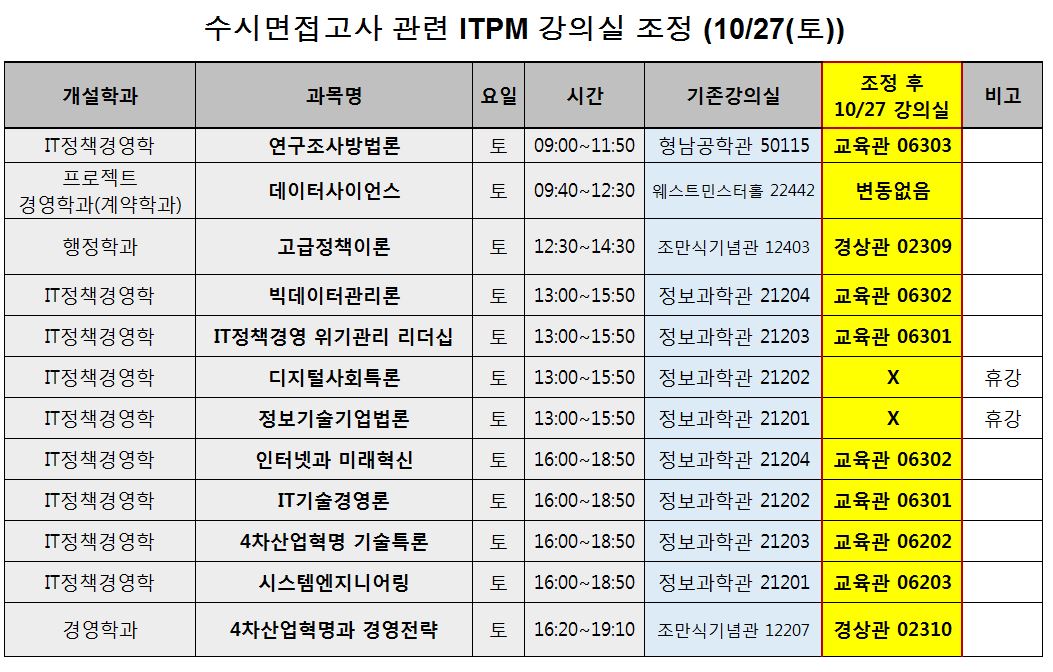 수시면접고사 관련 ITPM 강의실 조정 (10/27(토))
개설학과 과목명 요일 시간 기존강의실 조정 후 10/27 강의실 비고
IT정책경영학 연구조사방법론 토 09:00~11:50 형남공학관 50115 교육관 06303
프로젝트
경영학과(계약학과) 데이터사이언스 토 09:40~12:30 웨스트민스터홀 22442 변동없음
행정학과 고급정책이론 토 12:30~14:30 조만식기념관 12403 경상관 02309
IT정책경영학 빅데이터관리론 토 13:00~15:50 정보과학관 21204 교육관 06302
IT정책경영학 IT정책경영 위기관리 리더십 토 13:00~15:50 정보과학관 21203 교육관 06301
IT정책경영학 디지털사회특론 토 13:00~15:50 정보과학관 21202 X 휴강
IT정책경영학 정보기술기업법론 토 13:00~15:50 정보과학관 21201 X 휴강
IT정책경영학 인터넷과 미래혁신 토 16:00~18:50 정보과학관 21204 교육관 06302
IT정책경영학 IT기술경영론 토 16:00~18:50 정보과학관 21202 교육관 06301
IT정책경영학 4차산업혁명 기술특론 토 16:00~18:50 정보과학관 21203 교육관 06202
IT정책경영학 시스템엔지니어링 토 16:00~18:50 정보과학관 21201 교육관 06203
경영학과 4차산업혁명과 경영전략 토 16:20~19:10 조만식기념관 12207 경상관 02310